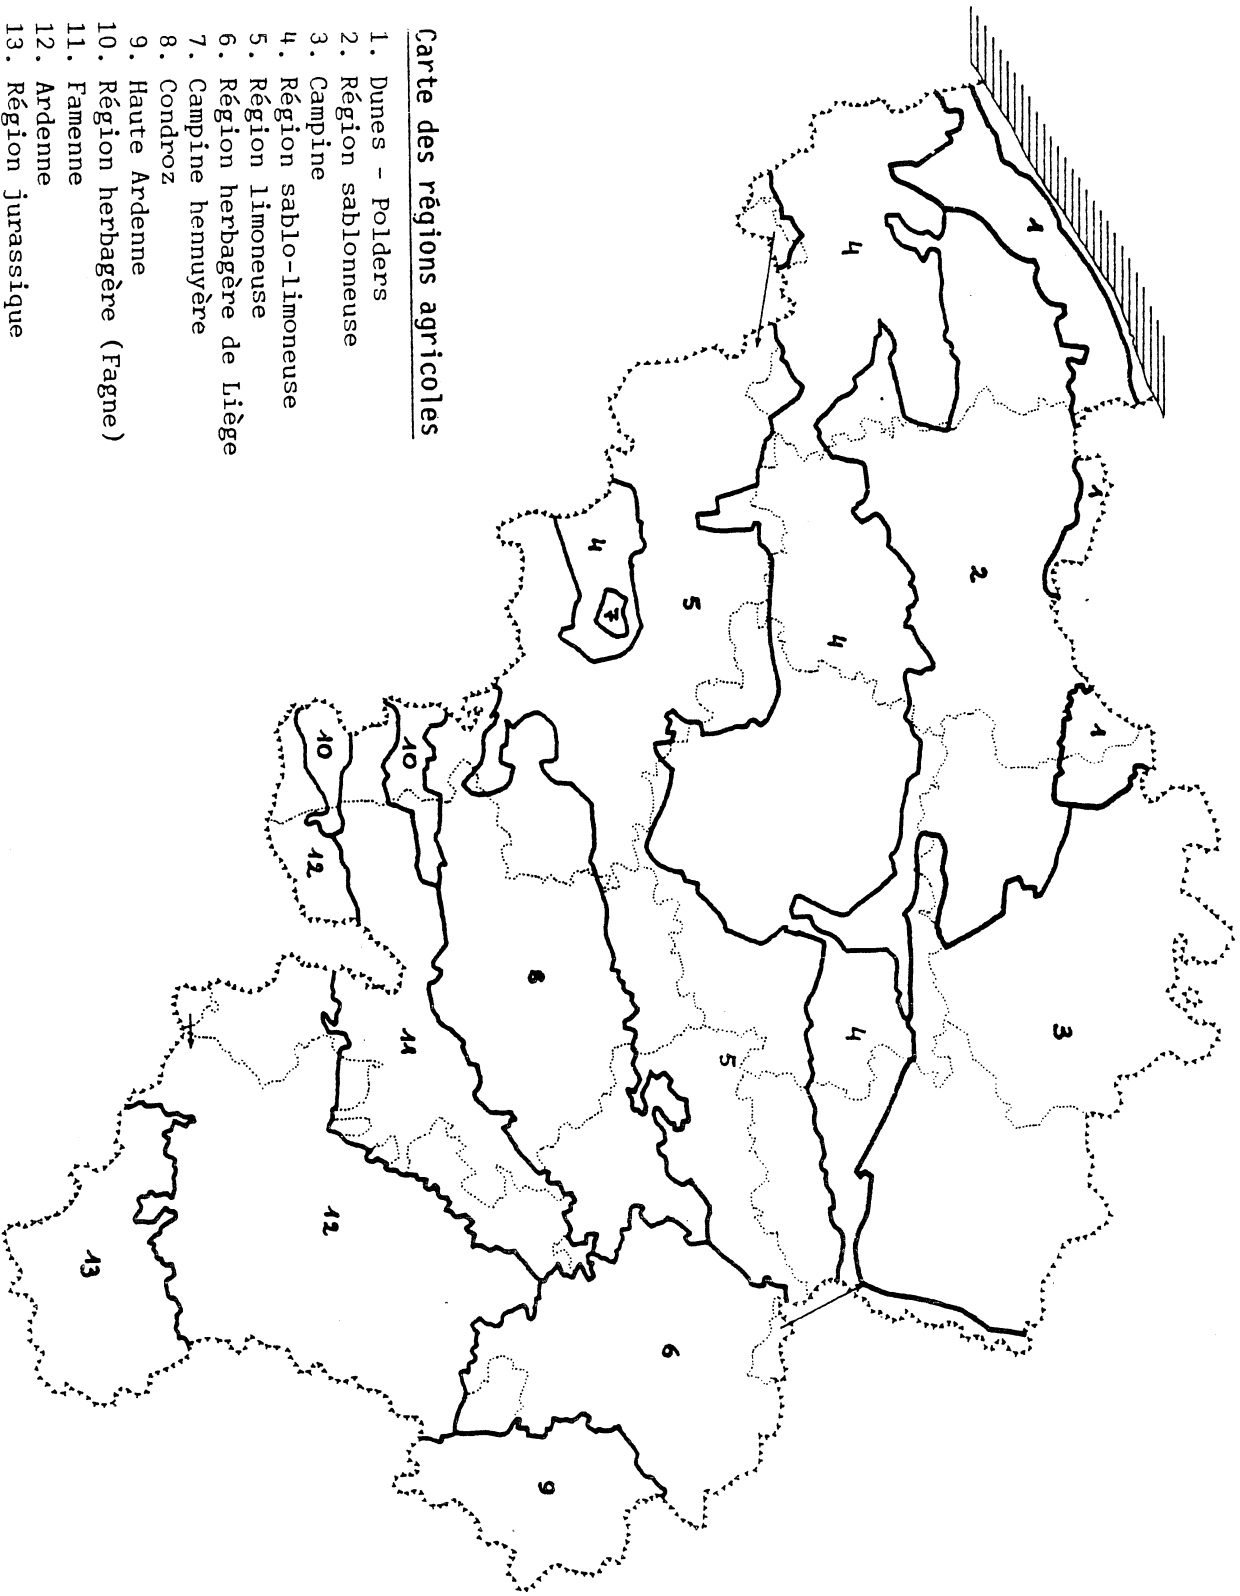 Carte des régions agricoles
1. Dunes - Polders
2. Région sablonneuse
3. Campine
4. Région sablo-limoneuse
5. Région limoneuse
6. Région herbagère de Liège
7. Campine hennuyère
8. Condroz
9. Haute Ardenne
10. Région herbagère (Fagne)
11. Famenne
12. Ardenne
13. Région jurassique
1
1
1
2
3
4
4
4
4
5
5
6
7
8
9
10
10
11
12
12
13